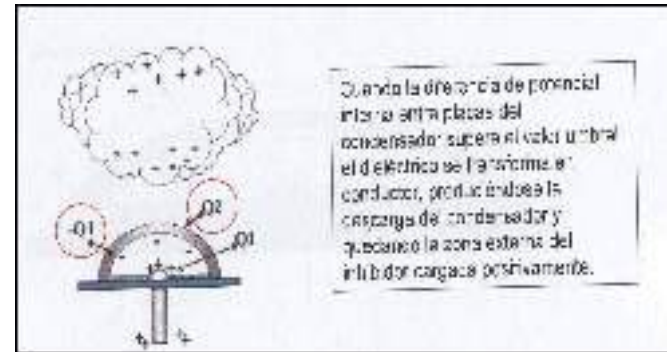 -Q1
Q2
Q1
Cuando la diferencia de potencial
interna entre placas del
condensador supere el valor umbral
el dieléctrico se transforma en
conductor, produciéndose la
descarga del condensador y
quedando la zona externa del
inhibidor cargada positivamente.